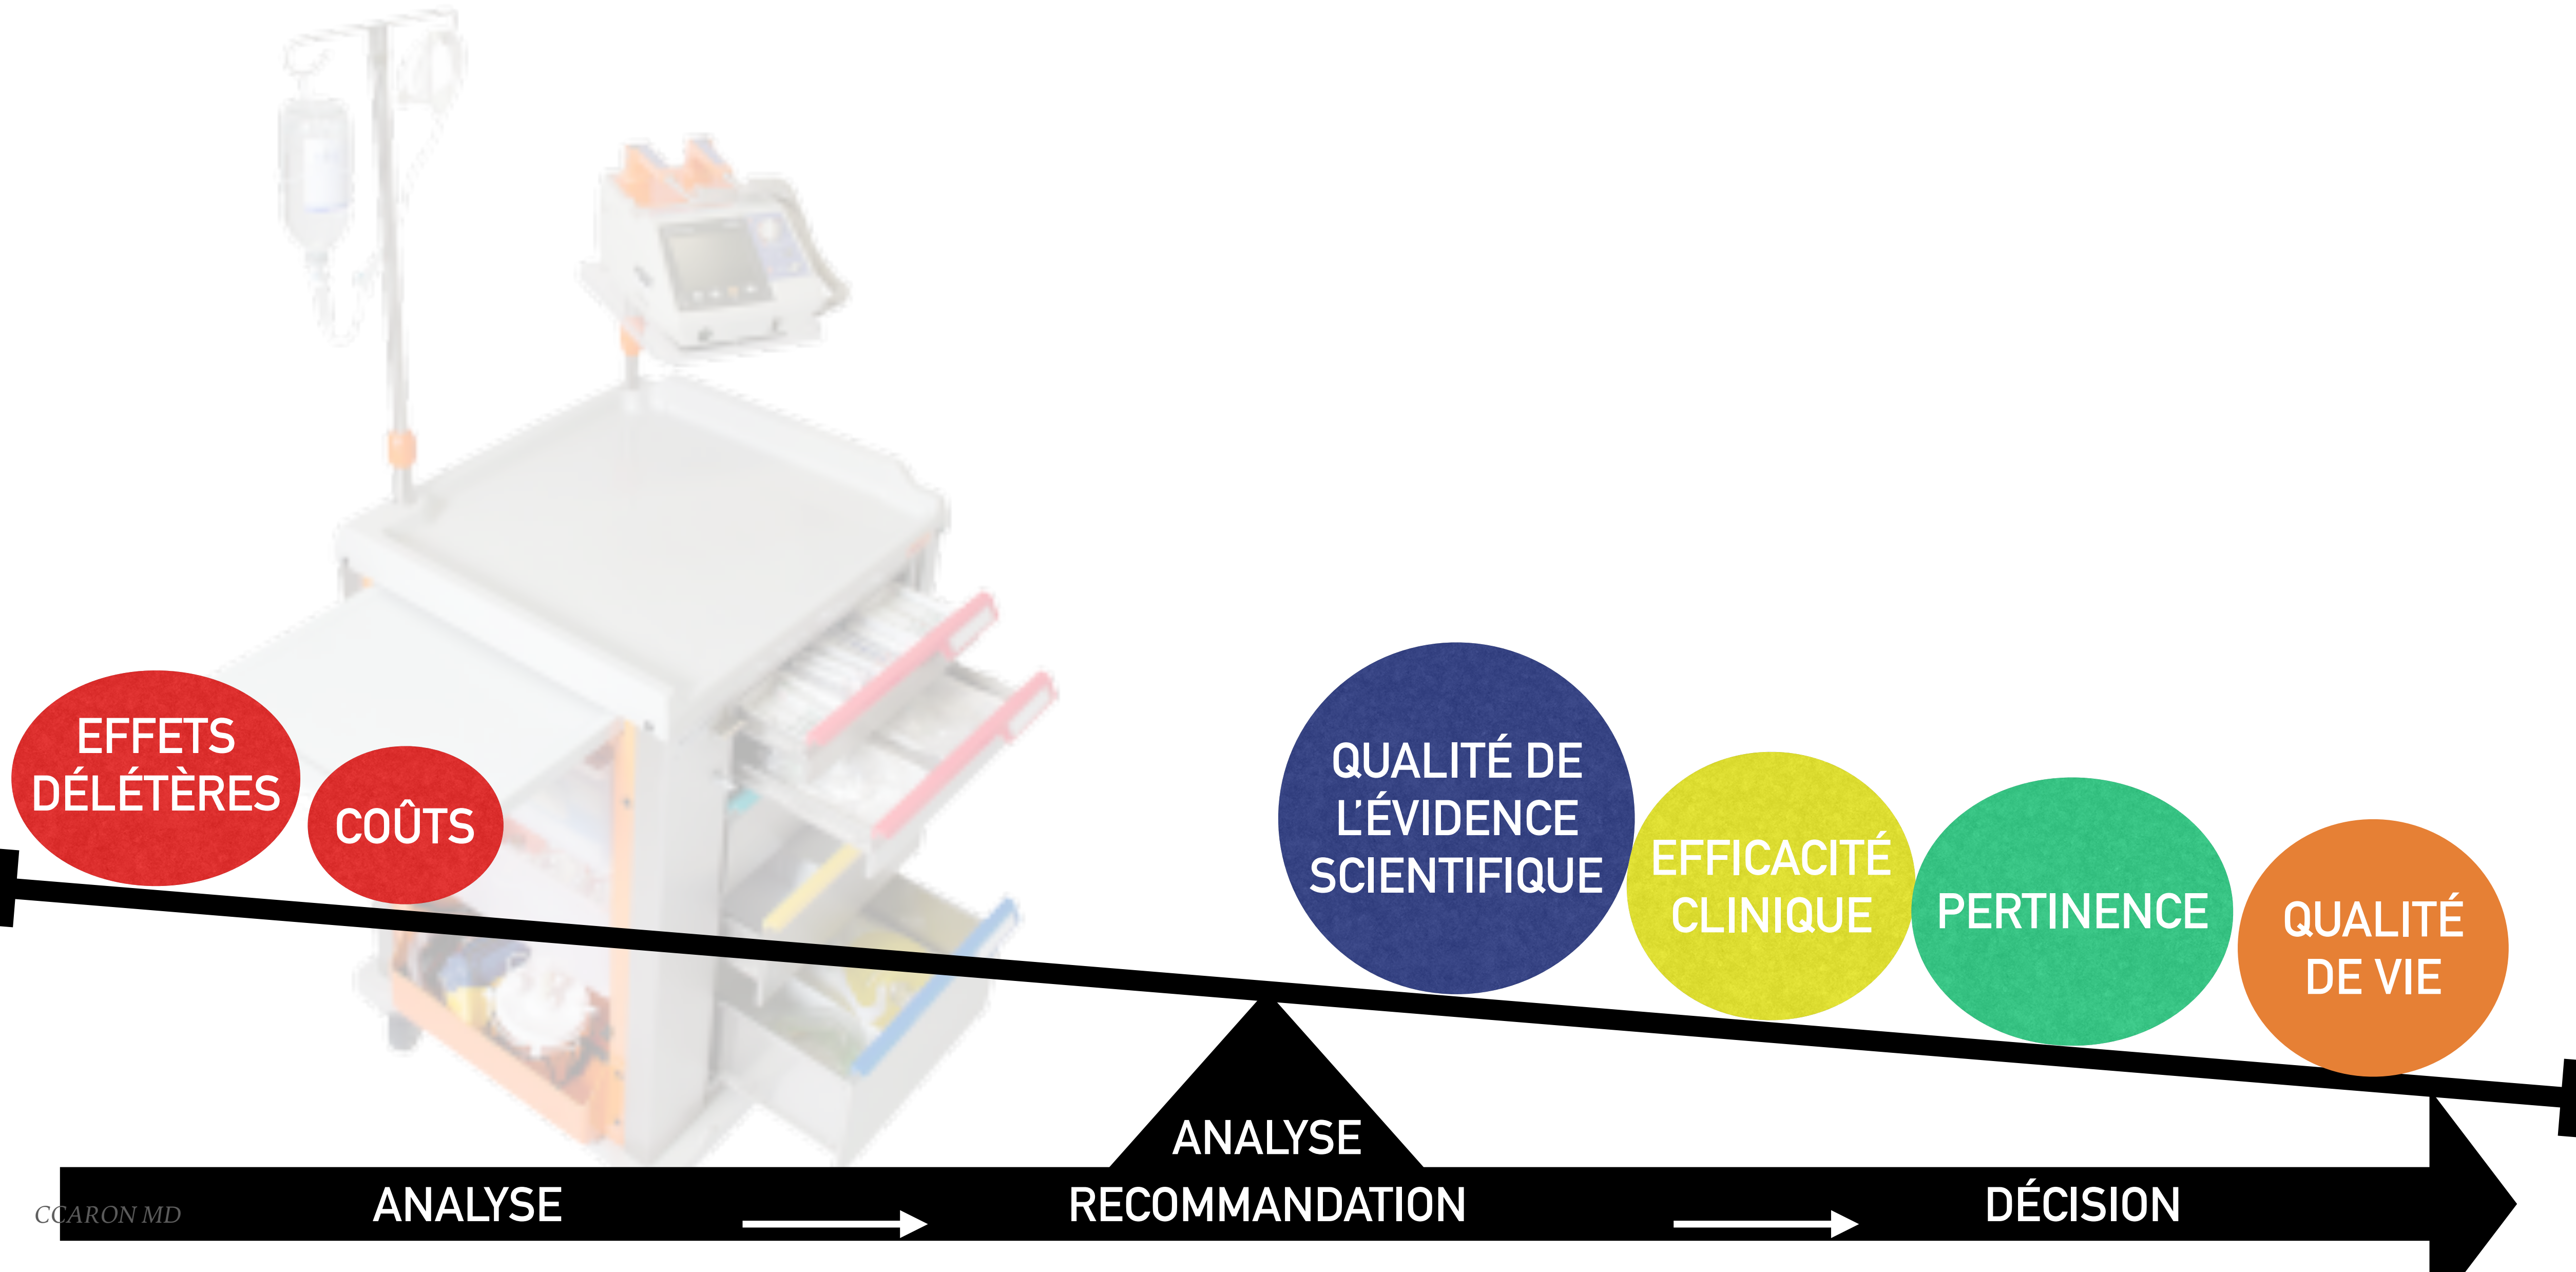 EFFETS
DÉLÉTÈRES
COÛTS
QUALITÉ DE
L'ÉVIDENCE
SCIENTIFIQUE
EFFICACITÉ
CLINIQUE
PERTINENCE
QUALITÉ
DE VIE
ANALYSE
ANALYSE
RECOMMANDATION
DÉCISION
CCARON MD